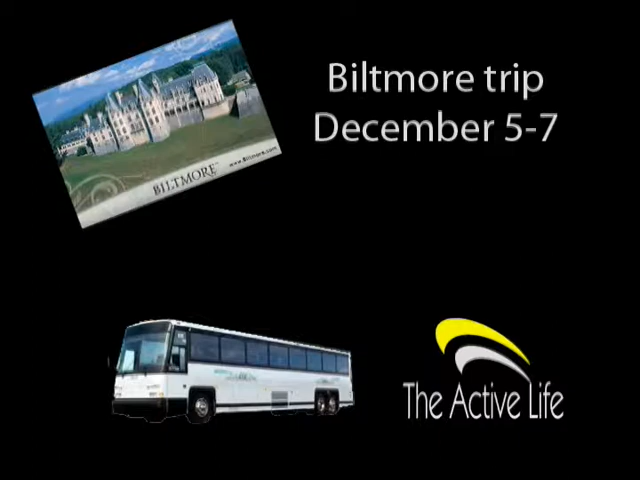 Biltmore trip
December 5-7
BILTMORE
www.Biltmore.com
The Active Life